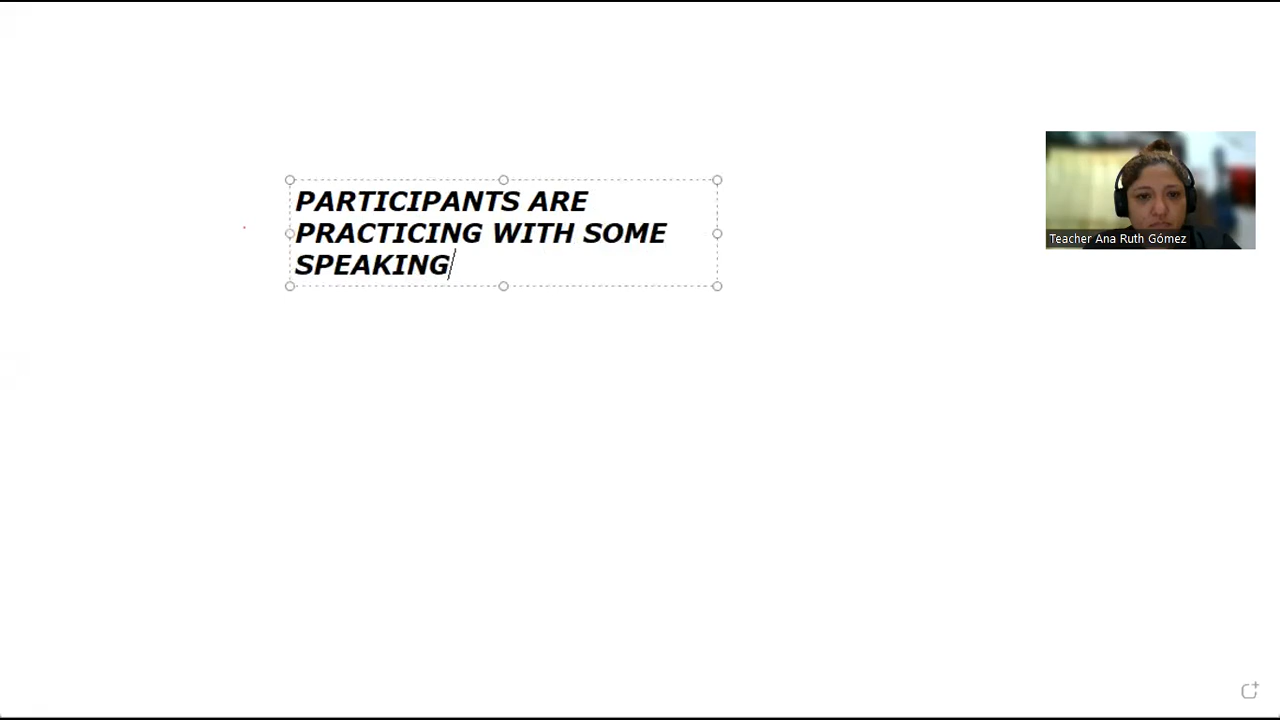 PARTICIPANTS ARE
PRACTICING WITH SOME
SPEAKING
Teacher Ana Ruth Gómez